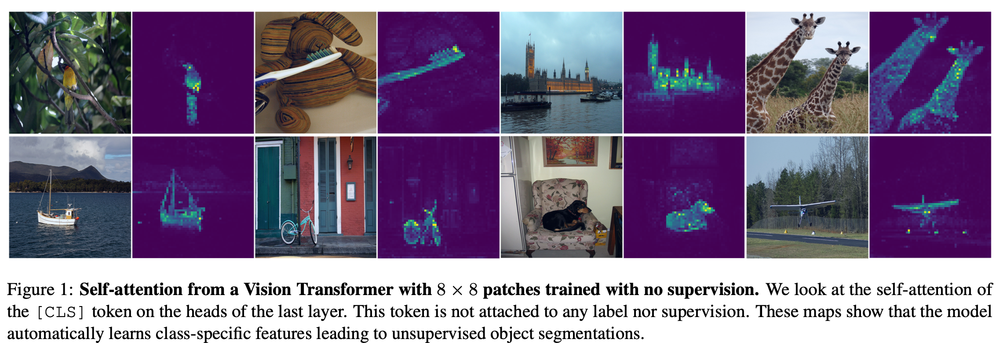 Figure 1: Self-attention from a Vision Transformer with 8 × 8 patches trained with no supervision. We look at the self-attention of
the [CLS] token on the heads of the last layer. This token is not attached to any label nor supervision. These maps show that the model
automatically learns class-specific features leading to unsupervised object segmentations.